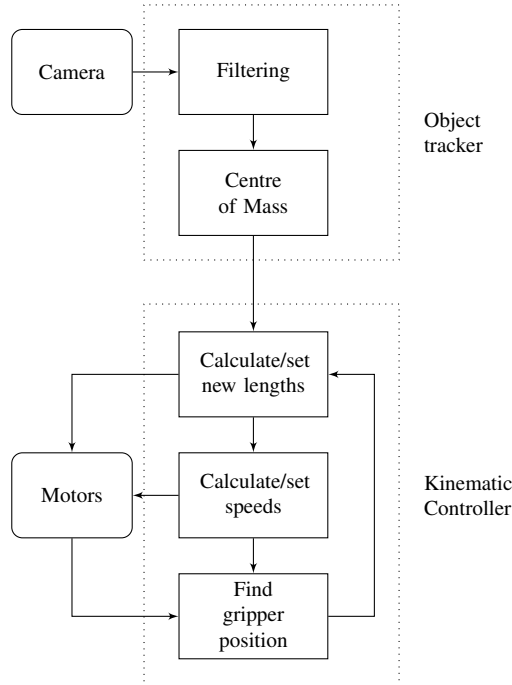 Camera
Filtering
Object
tracker
Centre
of Mass
Calculate/set
new lengths
Motors
Calculate/set
speeds
Kinematic
Controller
Find
gripper
position